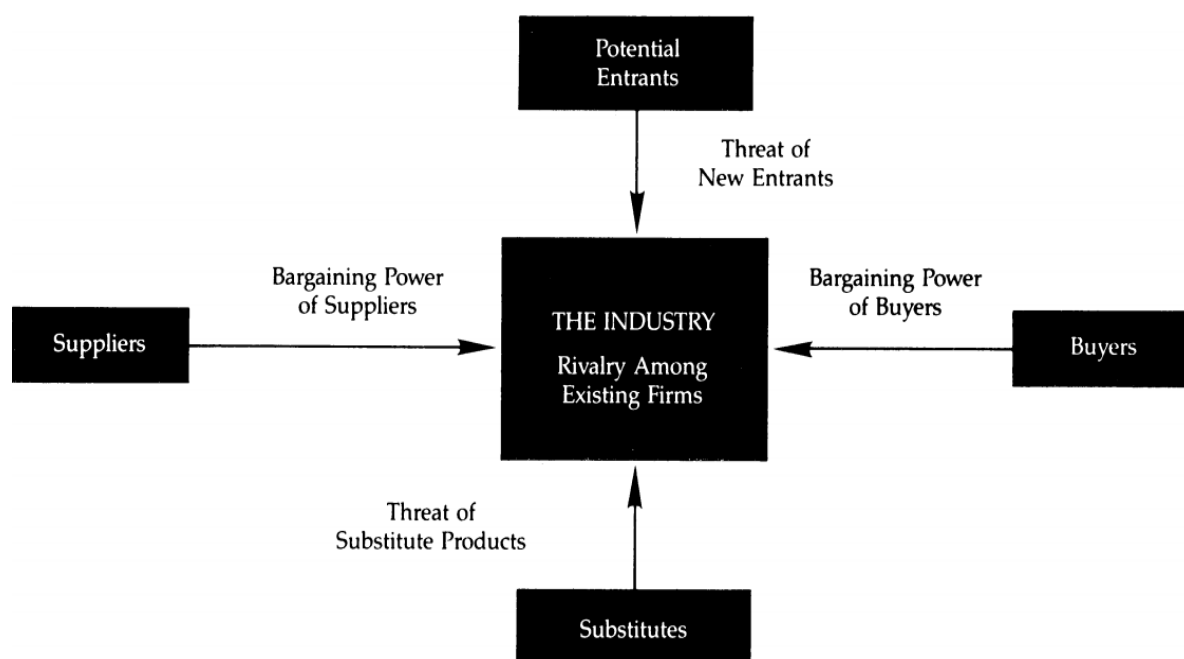 Potential
Entrants
Threat of
New Entrants
Bargaining Power
of Suppliers
Bargaining Power
of Buyers
Suppliers
THE INDUSTRY
Rivalry Among
Existing Firms
Buyers
Threat of
Substitute Products
Substitutes